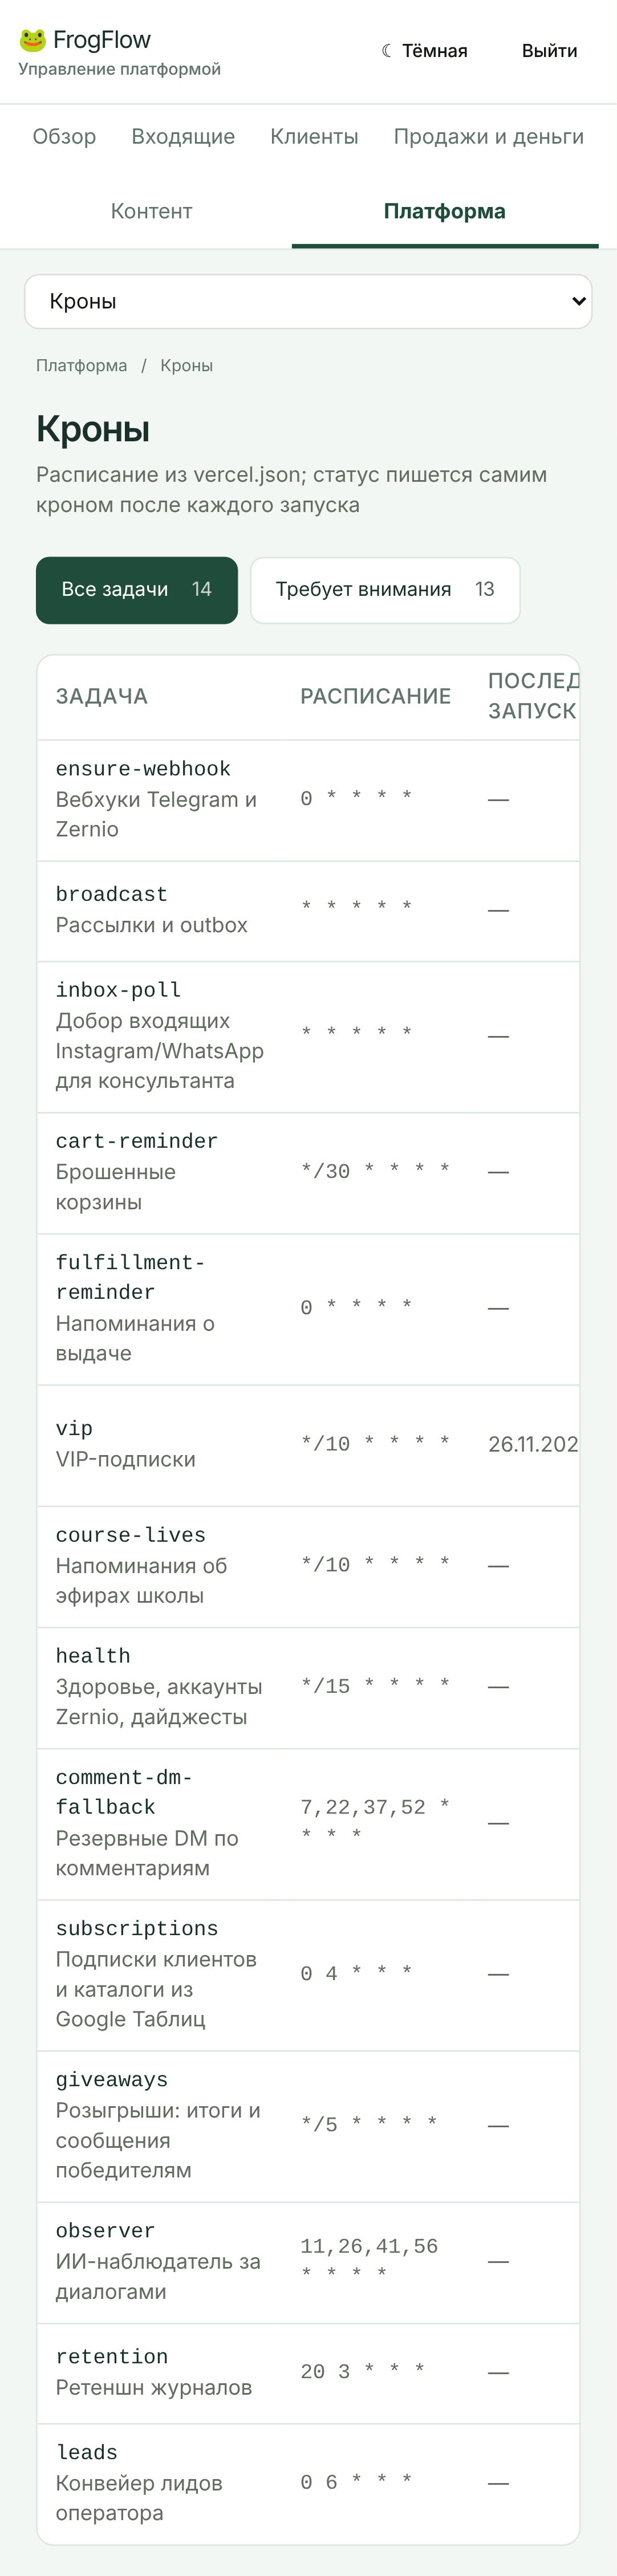 🐸 FrogFlow
Управление платформой
☾ Тёмная
Выйти
Обзор
Входящие
Клиенты
Продажи и деньги
Контент
Платформа
Кроны
Платформа / Кроны
Кроны
Расписание из vercel.json; статус пишется самим
кроном после каждого запуска
Все задачи 14
Требует внимания 13
ЗАДАЧА
РАСПИСАНИЕ
ПОСЛЕД
ЗАПУСК
ensure-webhook
Вебхуки Telegram и
Zernio
0 * * * *
—
broadcast
Рассылки и outbox
* * * * *
—
inbox-poll
Добор входящих
Instagram/WhatsApp
для консультанта
* * * * *
—
cart-reminder
Брошенные
корзины
*/30 * * * *
—
fulfillment-
reminder
Напоминания о
выдаче
0 * * * *
—
vip
VIP-подписки
*/10 * * * *
26.11.202
course-lives
Напоминания об
эфирах школы
*/10 * * * *
—
health
Здоровье, аккаунты
Zernio, дайджесты
*/15 * * * *
—
comment-dm-
fallback
Резервные DM по
комментариям
7,22,37,52 *
* * *
—
subscriptions
Подписки клиентов
и каталоги из
Google Таблиц
0 4 * * *
—
giveaways
Розыгрыши: итоги и
сообщения
победителям
*/5 * * * *
—
observer
ИИ-наблюдатель за
диалогами
11,26,41,56
* * * *
—
retention
Ретеншн журналов
20 3 * * *
—
leads
Конвейер лидов
оператора
0 6 * * *
—